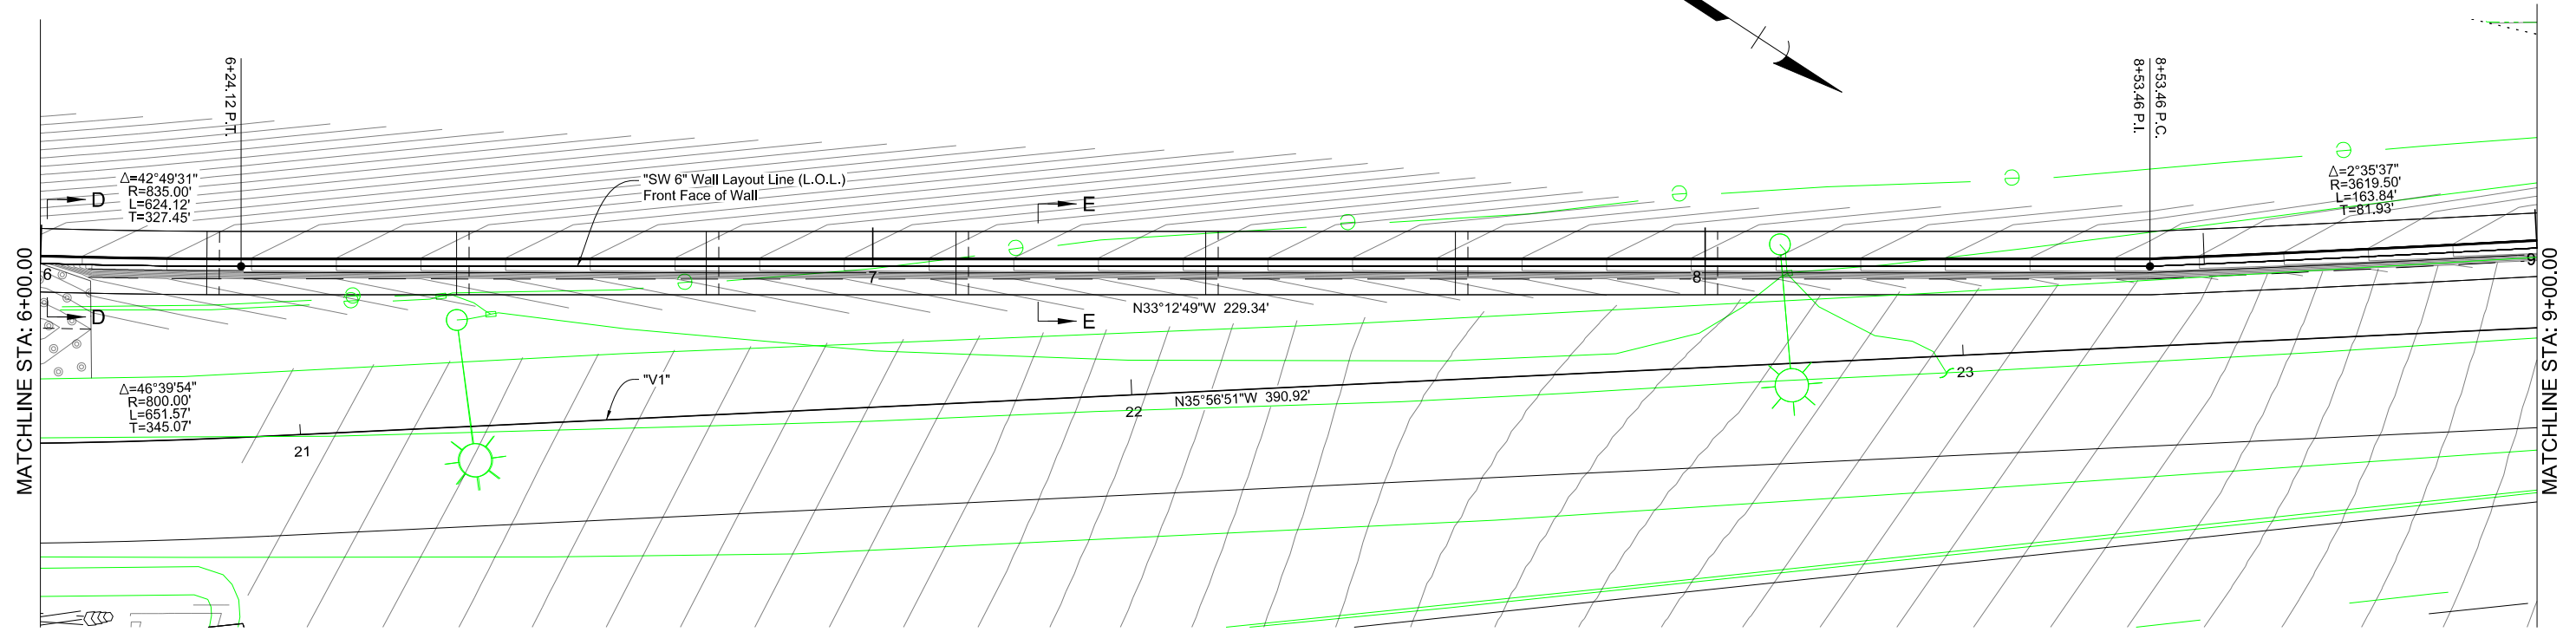 MATCHLINE STA: 6+00.00
6+24.12 P.T.
Δ=42°49'31"
R=835.00'
L=624.12'
T=327.45'
D
D
"SW 6" Wall Layout Line (L.O.L.)
Front Face of Wall
E
E
6
7
8
9
N33°12'49"W 229.34'
8+53.46 P.C.
8+53.46 P.I.
Δ=2°35'37"
R=3619.50'
L=163.84'
T=81.93'
Δ=46°39'54"
R=800.00'
L=651.57'
T=345.07'
"V1"
N35°56'51"W 390.92'
21
22
23
MATCHLINE STA: 9+00.00